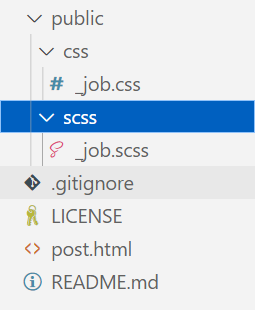 public
css
_job.css
scss
_job.scss
.gitignore
LICENSE
post.html
README.md